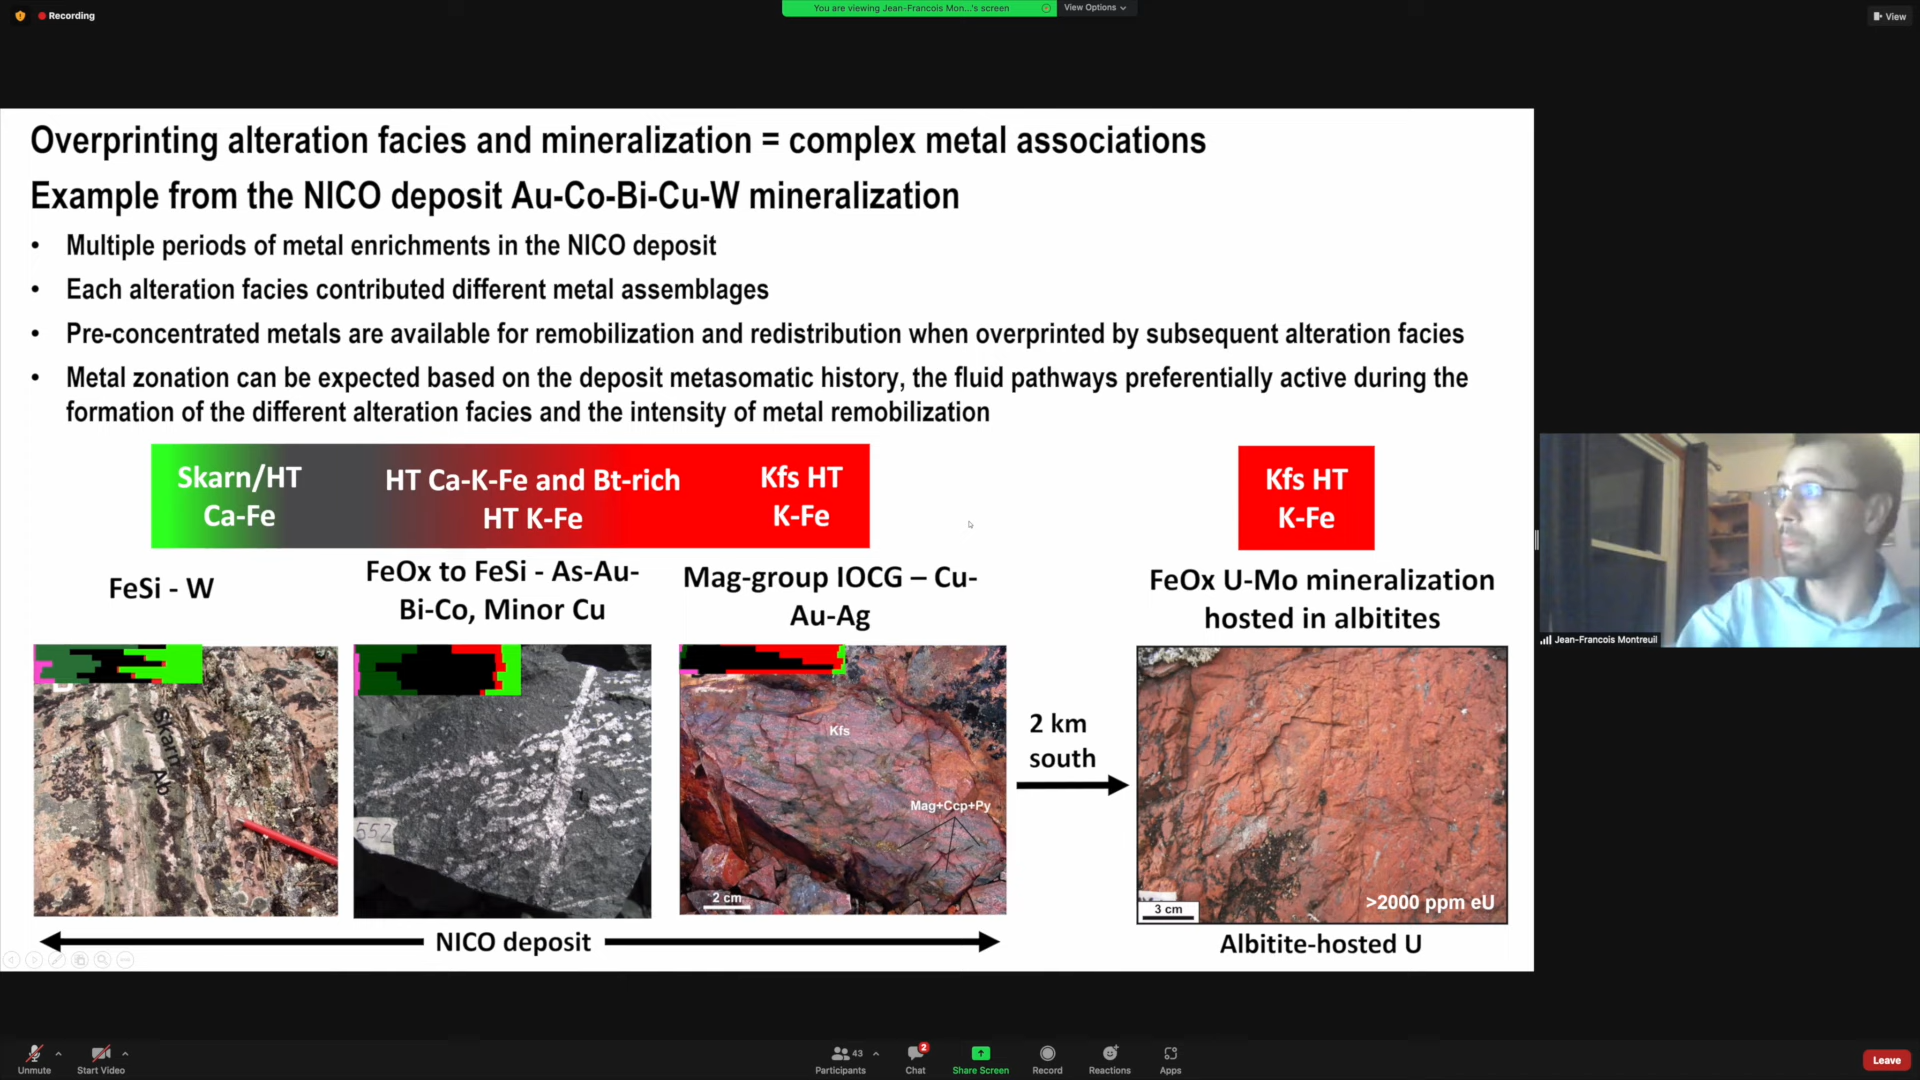 Recording
You are viewing Jean-Francois Mon...'s screen
View Options
View
Overprinting alteration facies and mineralization = complex metal associations
Example from the NICO deposit Au-Co-Bi-Cu-W mineralization
• Multiple periods of metal enrichments in the NICO deposit
• Each alteration facies contributed different metal assemblages
• Pre-concentrated metals are available for remobilization and redistribution when overprinted by subsequent alteration facies
• Metal zonation can be expected based on the deposit metasomatic history, the fluid pathways preferentially active during the
formation of the different alteration facies and the intensity of metal remobilization
Skarn/HT
Ca-Fe
HT Ca-K-Fe and Bt-rich
HT K-Fe
Kfs HT
K-Fe
Kfs HT
K-Fe
FeSi - W
FeOx to FeSi - As-Au-
Bi-Co, Minor Cu
Mag-group IOCG – Cu-
Au-Ag
FeOx U-Mo mineralization
hosted in albitites
Skarn
Ab
552
Kfs
Mag+Ccp+Py
2 cm
2 km
south
3 cm
>2000 ppm eU
NICO deposit
Albitite-hosted U
Jean-Francois Montreuil
Unmute
Start Video
43
Participants
2
Chat
Share Screen
Record
Reactions
Apps
Leave